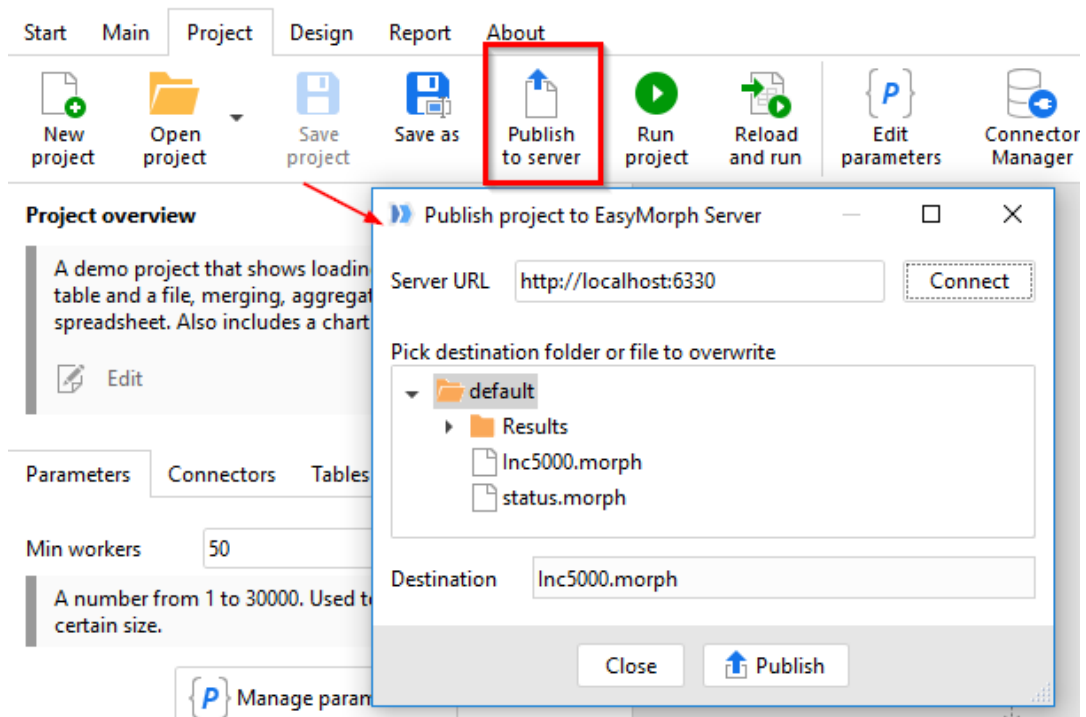 Start Main Project Design Report About
New project
Open project
Save project
Save as
Publish to server
Run project
Reload and run
P
Edit parameters
Connector Manager
Project overview
A demo project that shows loadin
table and a file, merging, aggregat
spreadsheet. Also includes a chart
Edit
Parameters Connectors Tables
Min workers 50
A number from 1 to 30000. Used t
certain size.
P Manage param
Publish project to EasyMorph Server
Server URL http://localhost:6330 Connect
Pick destination folder or file to overwrite
default
Results
Inc5000.morph
status.morph
Destination Inc5000.morph
Close Publish